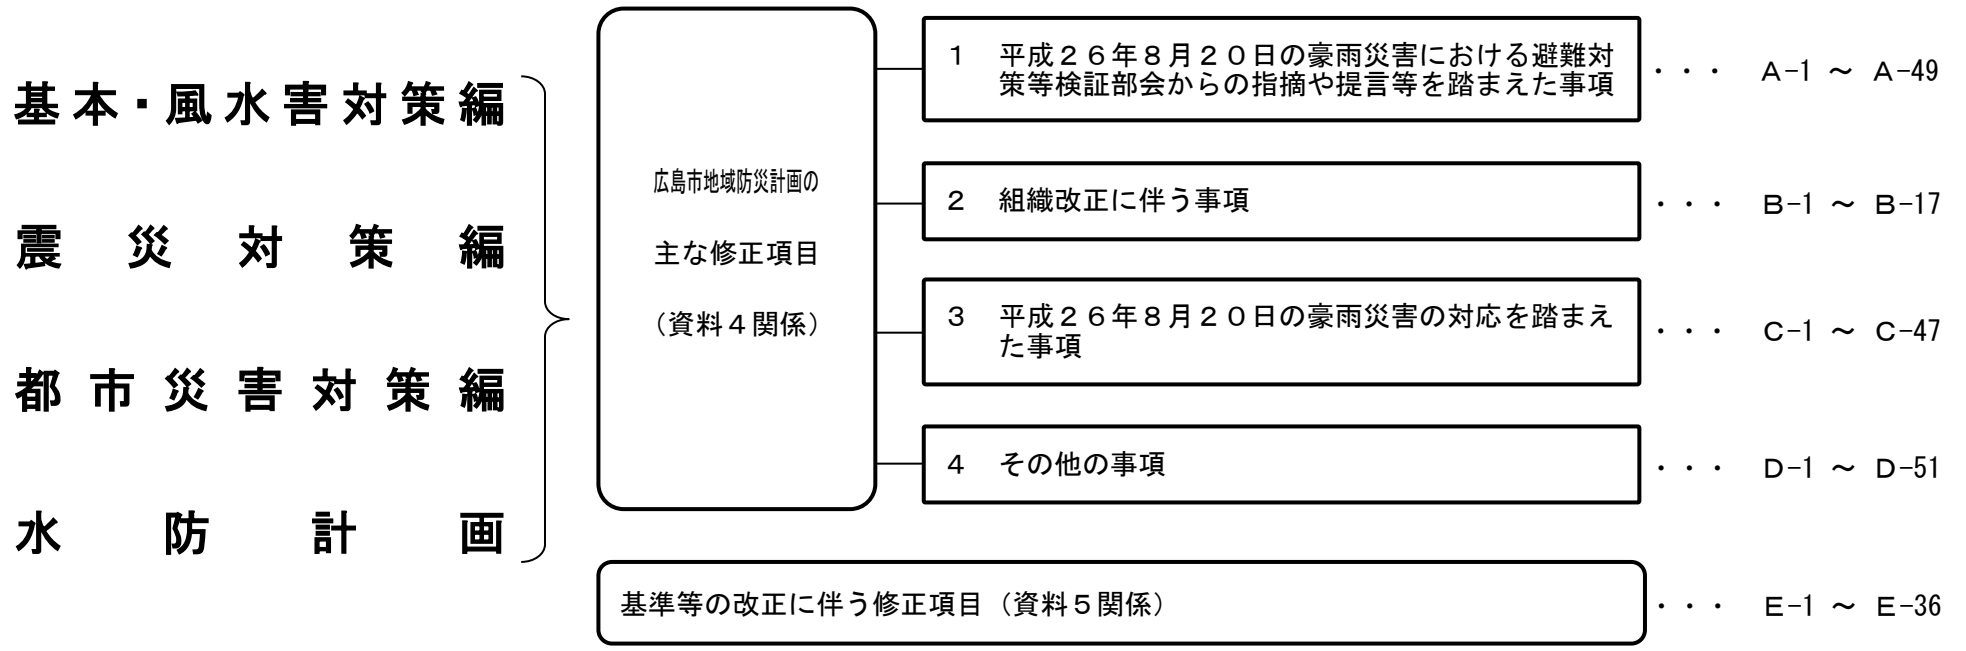 基本・風水害対策編
震災対策編
都市災害対策編
水防計画
広島市地域防災計画の
主な修正項目
（資料４関係）
１　平成２６年８月２０日の豪雨災害における避難対
策等検証部会からの指摘や提言等を踏まえた事項
・・・　Ａ-1 ～ Ａ-49
２　組織改正に伴う事項
・・・　Ｂ-1 ～ Ｂ-17
３　平成２６年８月２０日の豪雨災害の対応を踏まえ
た事項
・・・　Ｃ-1 ～ Ｃ-47
４　その他の事項
・・・　Ｄ-1 ～ Ｄ-51
基準等の改正に伴う修正項目（資料５関係）
・・・　Ｅ-1 ～ Ｅ-36